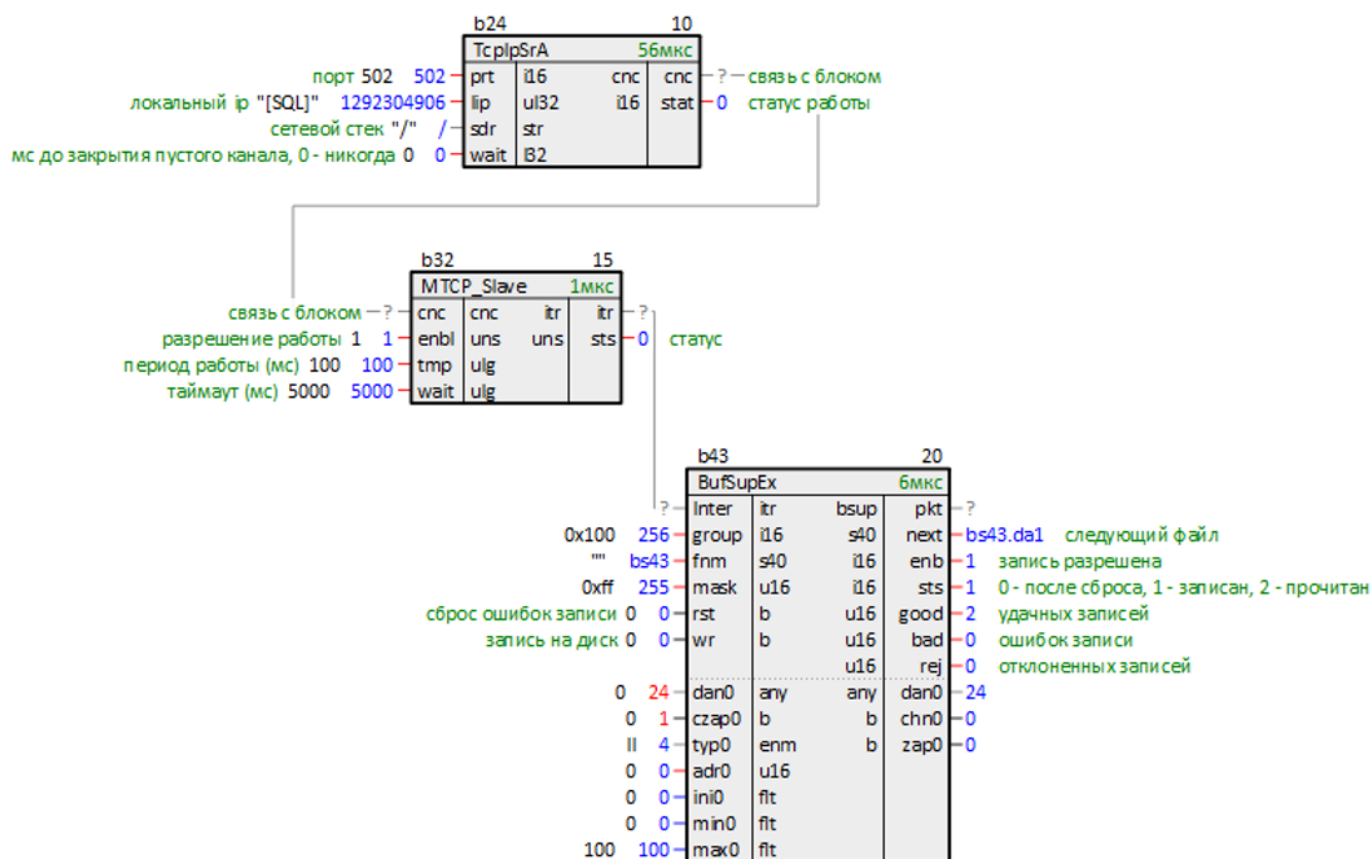 b24 10
TcpIpSrA 56мкс
порт 502 502 prt i16 cnc cnc ? связь с блоком
локальный ip "[SQL]" 1292304906 lip ul32 i16 stat 0 статус работы
сетевой стек "/" / sdr str
мс до закрытия пустого канала, 0 - никогда 0 0 wait l32
b32 15
MTCP_Slave 1мкс
связь с блоком ? cnc cnc itr itr ?
разрешение работы 1 1 enbl uns uns sts 0 статус
период работы (мс) 100 100 tmp ulg
таймаут (мс) 5000 5000 wait ulg
b43 20
BufSupEx 6мкс
? Inter itr bsup pkt ?
0x100 256 group i16 s40 next bs43.da1 следующий файл
"" bs43 fnm s40 i16 enb 1 запись разрешена
0xff 255 mask u16 i16 sts 1 0 - после сброса, 1 - записан, 2 - прочитан
сброс ошибок записи 0 0 rst b u16 good 2 удачных записей
запись на диск 0 0 wr b u16 bad 0 ошибок записи
u16 rej 0 отклоненных записей
0 24 dan0 any any dan0 24
0 1 czap0 b b chn0 0
II 4 typ0 enm b zap0 0
0 0 adr0 u16
0 0 ini0 flt
0 0 min0 flt
100 100 max0 flt